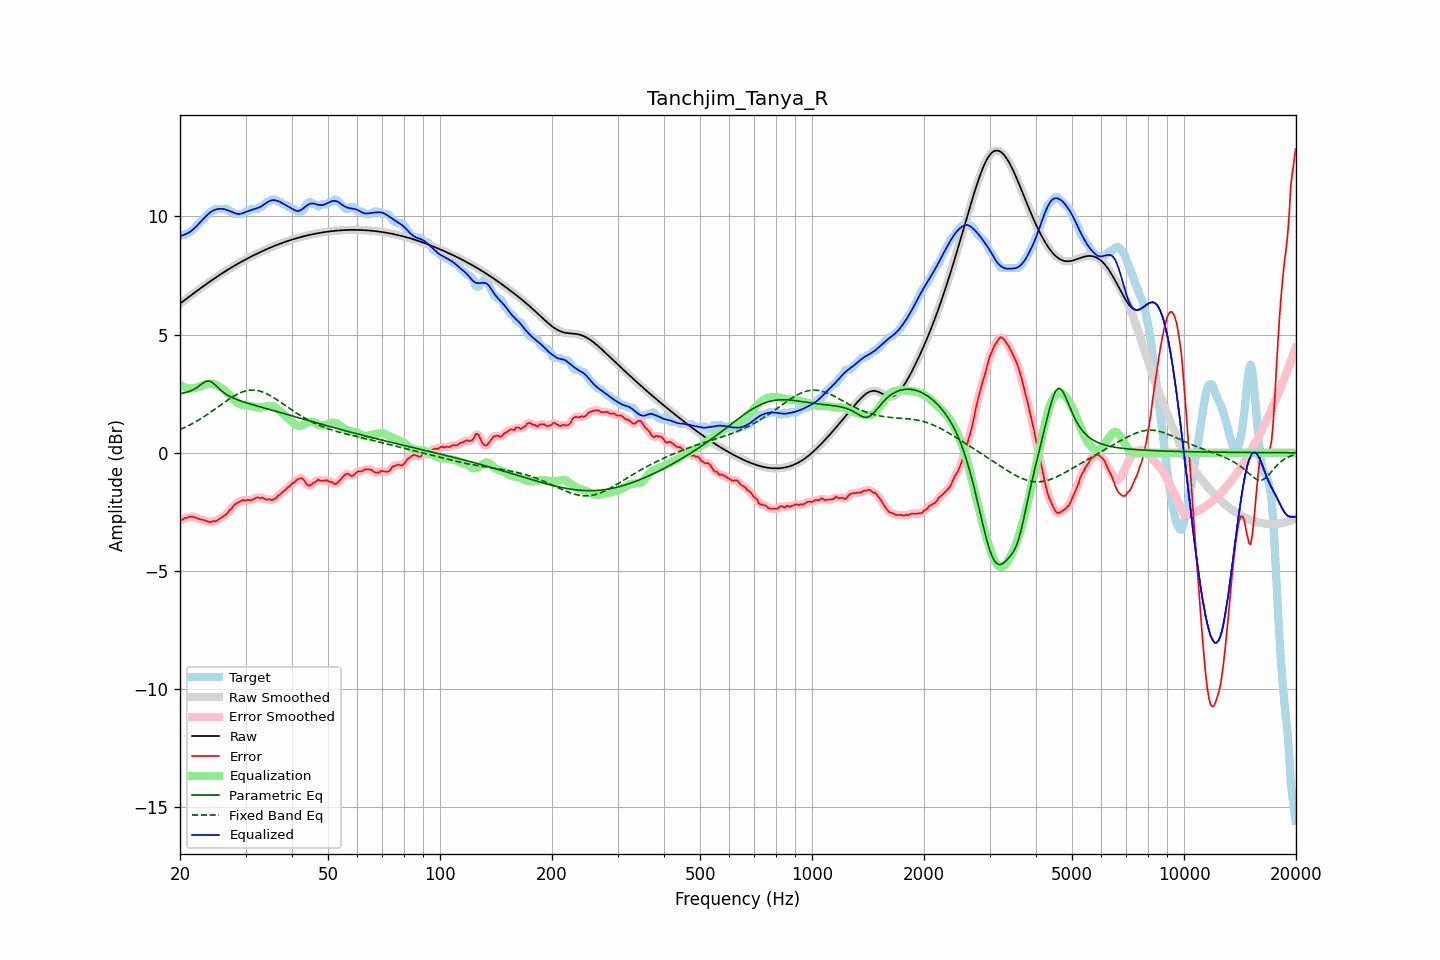 Tanchjim_Tanya_R
Amplitude (dBr)
10
5
0
−5
−10
−15
Target
Raw Smoothed
Error Smoothed
Raw
Error
Equalization
Parametric Eq
Fixed Band Eq
Equalized
20 50 100 200 500 1000 2000 5000 10000 20000
Frequency (Hz)